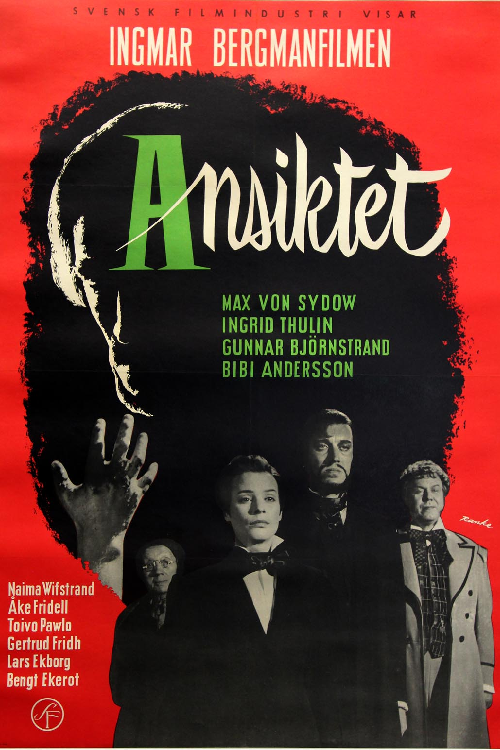 SVENSK FILMINDUSTRI VISAR
INGMAR BERGMANFILMEN
Ansiktet
MAX VON SYDOW
INGRID THULIN
GUNNAR BJÖRNSTRAND
BIBI ANDERSSON
Ranke
Naima Wifstrand
Åke Fridell
Toivo Pawlo
Gertrud Fridh
Lars Ekborg
Bengt Ekerot
SF